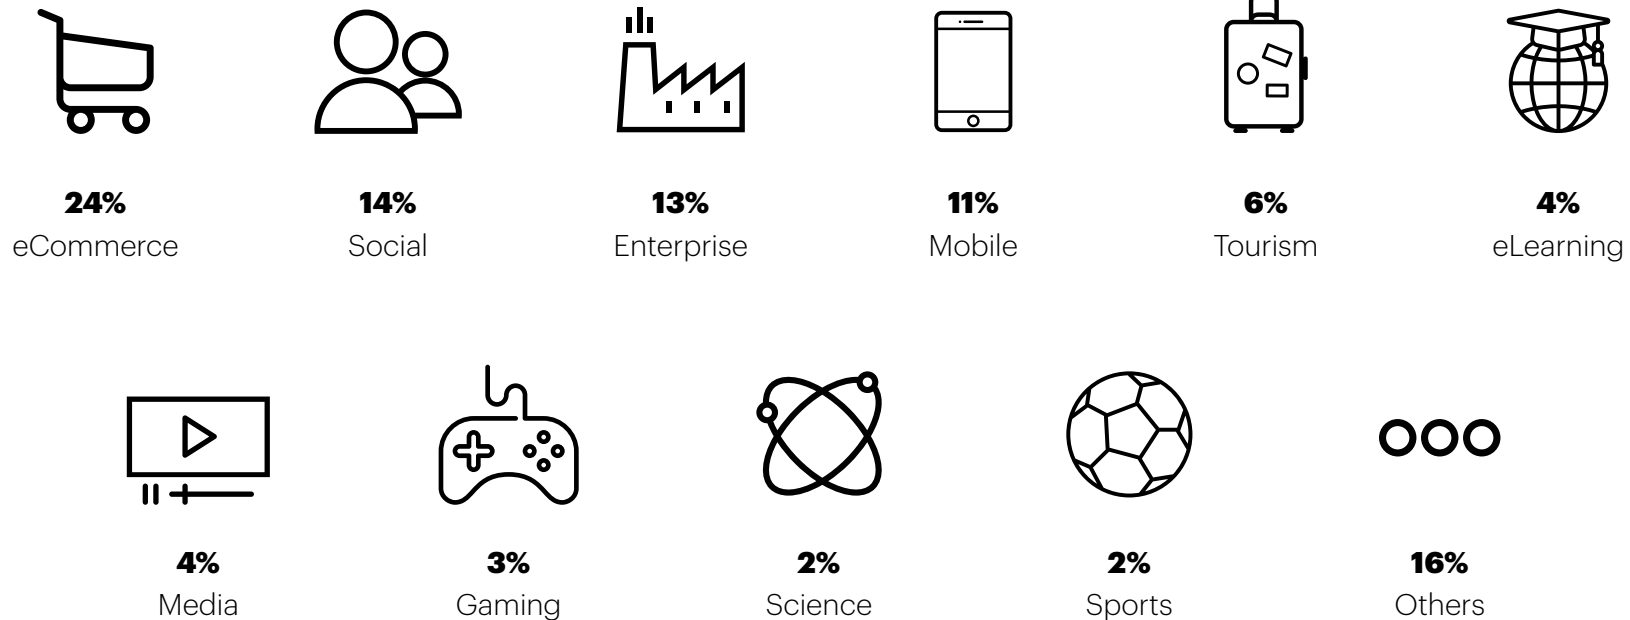 24% 14% 13% 11% 6% 4%
eCommerce Social Enterprise Mobile Tourism eLearning
4% 3% 2% 2% 16%
Media Gaming Science Sports Others